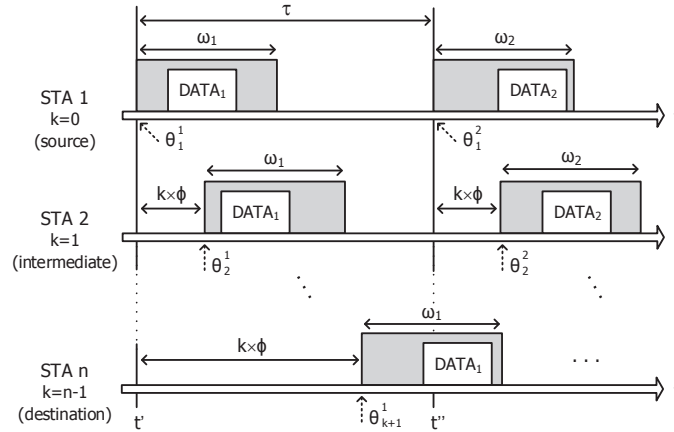 τ
ω1 ω2
DATA1 DATA2
STA 1
k=0
(source)
θ11 θ12
ω1 ω2
k×ϕ k×ϕ
DATA1 DATA2
STA 2
k=1
(intermediate)
θ21 θ22
ω1
k×ϕ
DATA1
STA n
k=n-1
(destination)
θk+11
t' t''